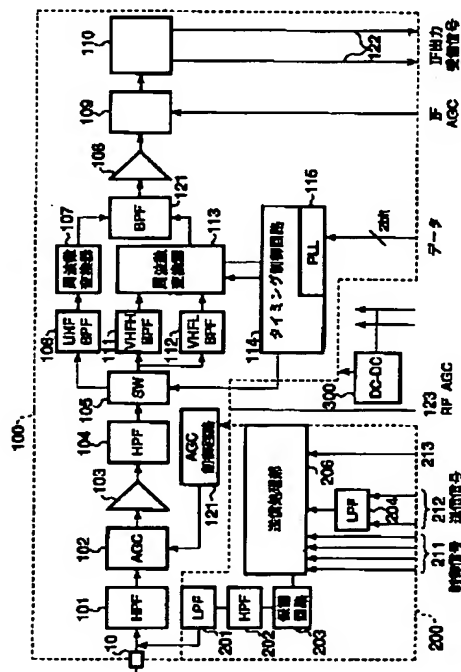 100
10
101
HPF
102
AGC
103
104
HPF
105
SW
106
UHF
BPF
107
周波数
変換器
111
VHFH
BPF
112
VHFL
BPF
113
周波数
変換器
121
BPF
108
109
110
122
IF出力
受信信号
IF
AGC
114
タイミング制御回路
115
PLL
2bit
データ
AGC
制御回路
121
300
DC-DC
123
RF AGC
201
LPF
202
HPF
203
保護
回路
送信処理部
206
LPF
204
213
212
送信信号
211
制御信号
200